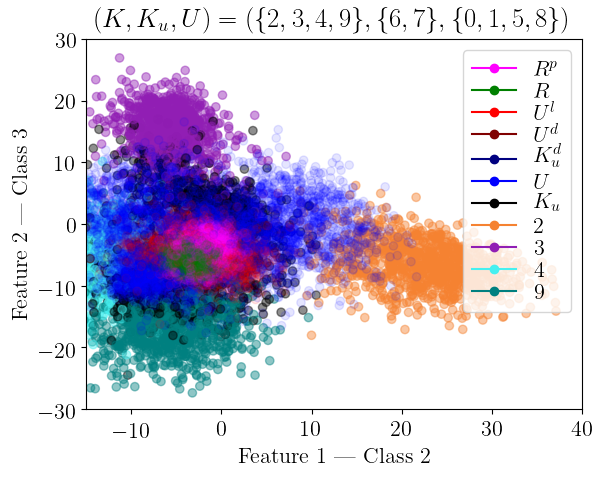 (K, K_u, U) = ({2, 3, 4, 9}, {6, 7}, {0, 1, 5, 8})
30
20
10
0
−10
−20
−30
Feature 2 — Class 3
R^p
R
U^l
U^d
K_u^d
U
K_u
2
3
4
9
−10
0
10
20
30
40
Feature 1 — Class 2